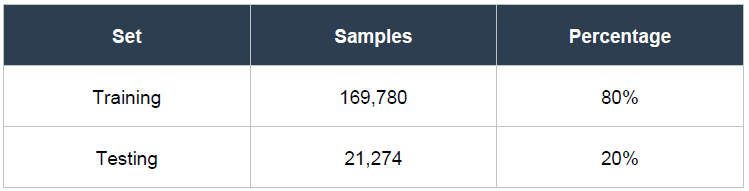 Set Samples Percentage
Training 169,780 80%
Testing 21,274 20%